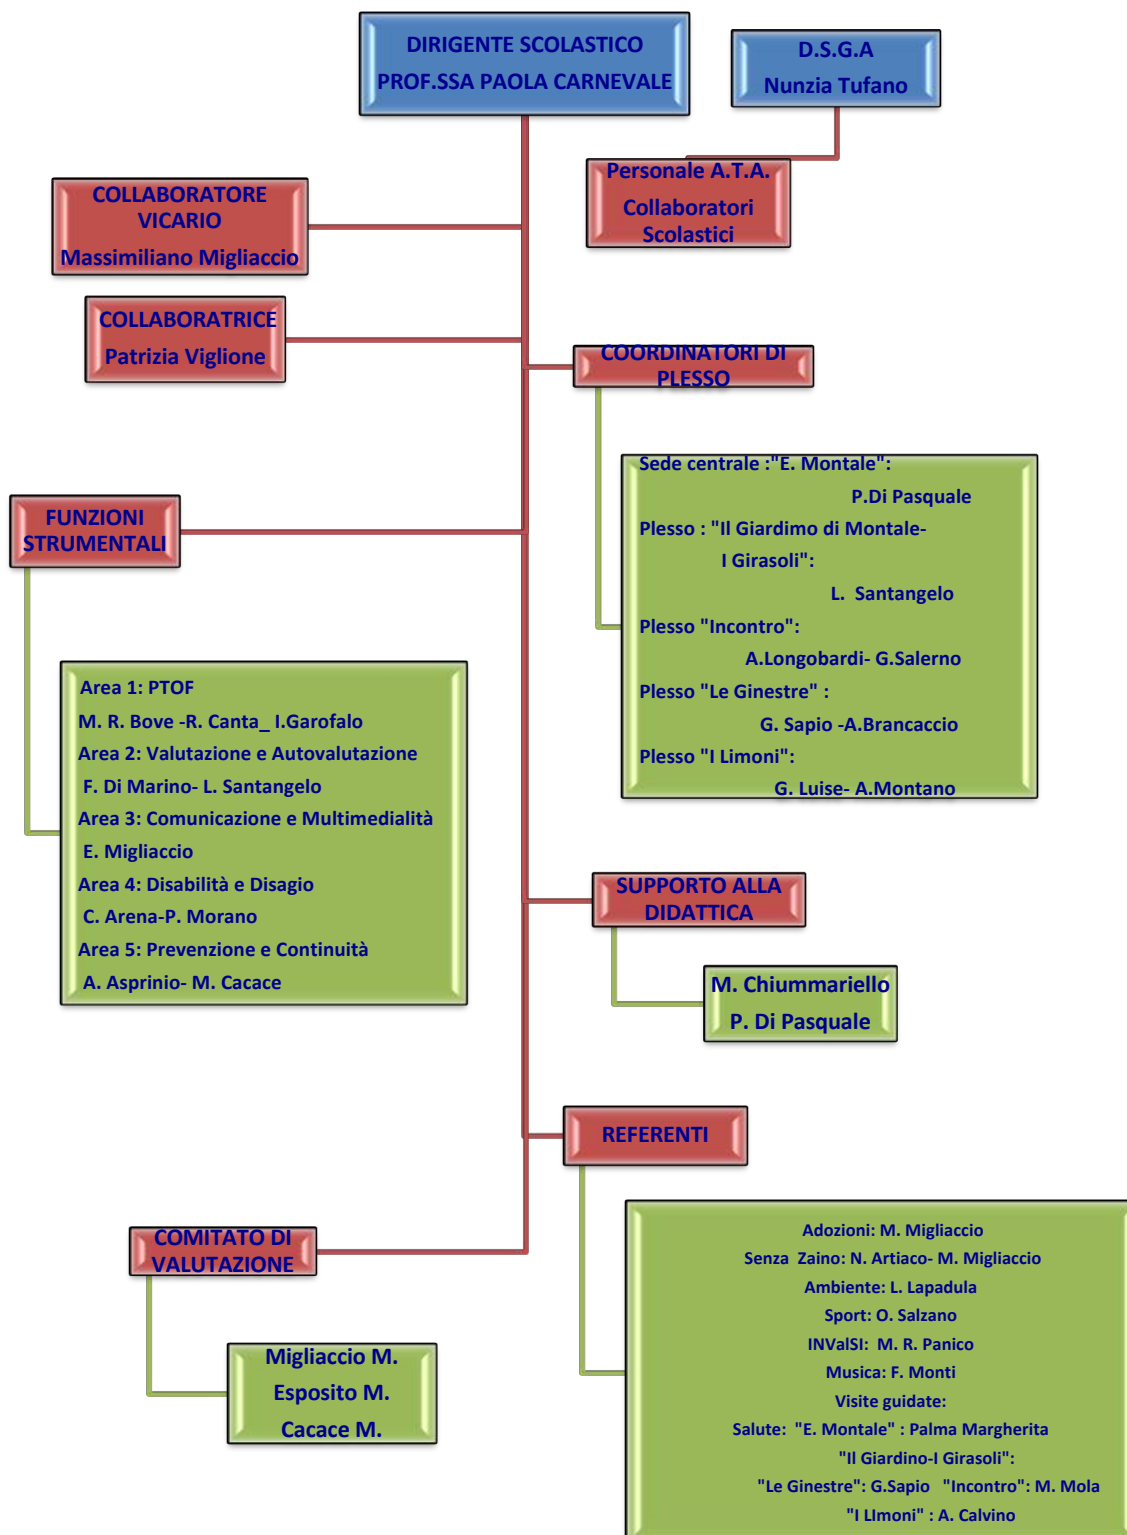 DIRIGENTE SCOLASTICO
PROF.SSA PAOLA CARNEVALE
D.S.G.A
Nunzia Tufano
Personale A.T.A.
Collaboratori
Scolastici
COLLABORATORE
VICARIO
Massimiliano Migliaccio
COLLABORATRICE
Patrizia Viglione
COORDINATORI DI
PLESSO
Sede centrale :"E. Montale":
P.Di Pasquale
Plesso : "Il Giardimo di Montale-
I Girasoli":
L. Santangelo
Plesso "Incontro":
A.Longobardi- G.Salerno
Plesso "Le Ginestre" :
G. Sapio -A.Brancaccio
Plesso "I Limoni":
G. Luise- A.Montano
FUNZIONI
STRUMENTALI
Area 1: PTOF
M. R. Bove -R. Canta_ I.Garofalo
Area 2: Valutazione e Autovalutazione
F. Di Marino- L. Santangelo
Area 3: Comunicazione e Multimedialità
E. Migliaccio
Area 4: Disabilità e Disagio
C. Arena-P. Morano
Area 5: Prevenzione e Continuità
A. Asprinio- M. Cacace
SUPPORTO ALLA
DIDATTICA
M. Chiummariello
P. Di Pasquale
REFERENTI
Adozioni: M. Migliaccio
Senza Zaino: N. Artiaco- M. Migliaccio
Ambiente: L. Lapadula
Sport: O. Salzano
INValSI: M. R. Panico
Musica: F. Monti
Visite guidate:
Salute: "E. Montale" : Palma Margherita
"Il Giardino-I Girasoli":
"Le Ginestre": G.Sapio "Incontro": M. Mola
"I LImoni" : A. Calvino
COMITATO DI
VALUTAZIONE
Migliaccio M.
Esposito M.
Cacace M.